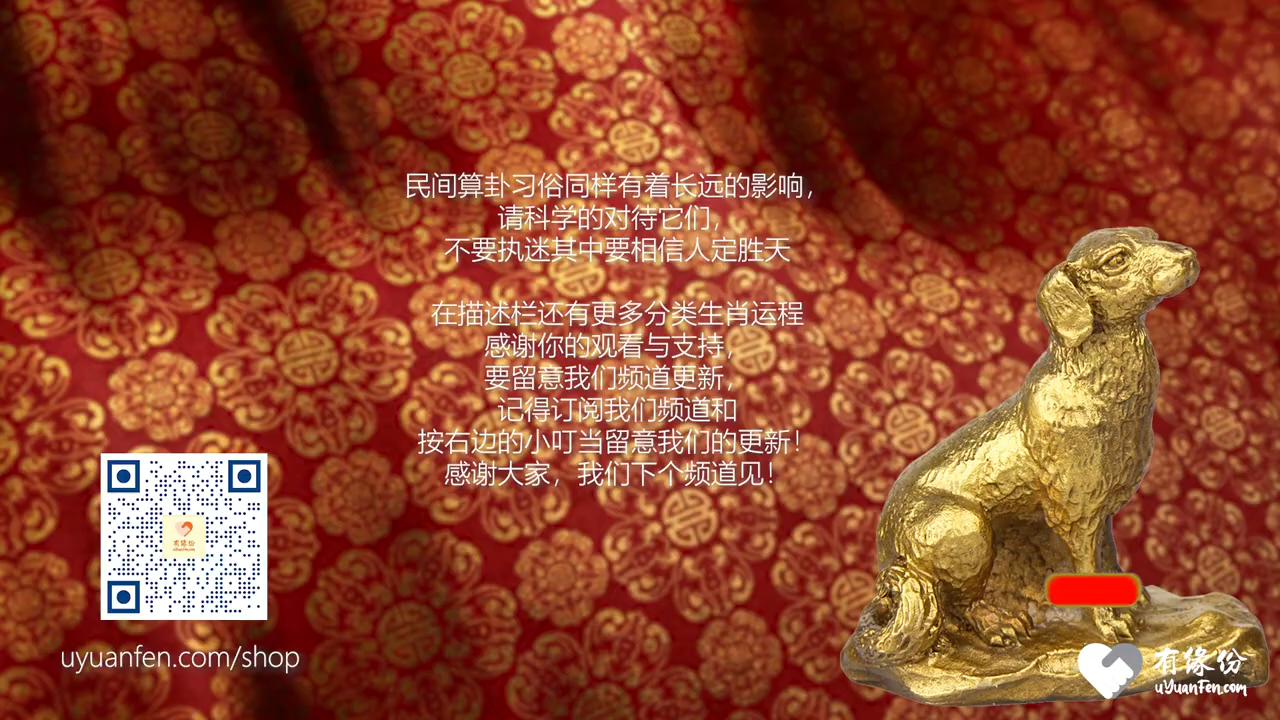 民间算卦习俗同样有着长远的影响，
请科学的对待它们，
不要执迷其中要相信人定胜天
在描述栏还有更多分类生肖运程
感谢你的观看与支持，
要留意我们频道更新，
记得订阅我们频道和
按右边的小叮当留意我们的更新！
感谢大家，我们下个频道见！
有缘份
uyuanfen.com/shop
有缘份
uYuanFen.com